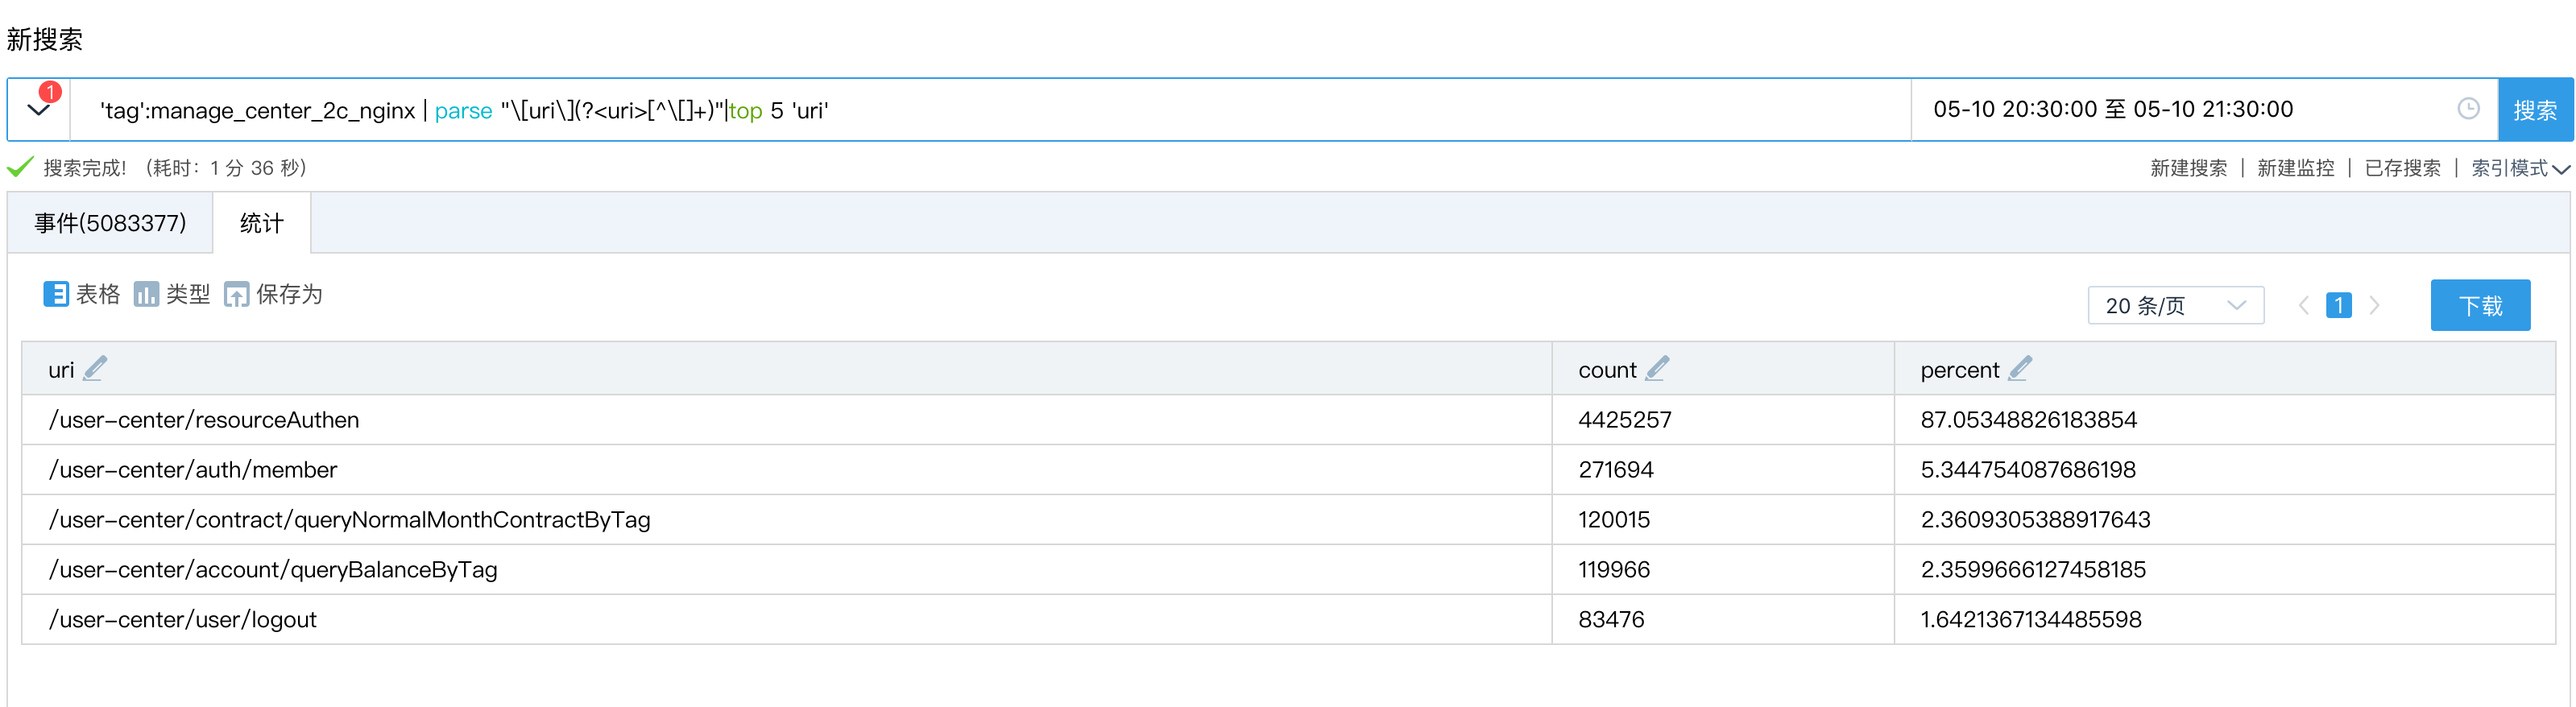 新搜索
1
'tag':manage_center_2c_nginx | parse "\[uri\](?<uri>[^\[]+)"|top 5 'uri'
05-10 20:30:00 至 05-10 21:30:00
搜索
搜索完成! (耗时: 1 分 36 秒)
新建搜索 | 新建监控 | 已存搜索 | 索引模式
事件(5083377) 统计
表格 类型 保存为
20 条/页 1 下载
uri count percent
/user-center/resourceAuthen 4425257 87.05348826183854
/user-center/auth/member 271694 5.344754087686198
/user-center/contract/queryNormalMonthContractByTag 120015 2.3609305388917643
/user-center/account/queryBalanceByTag 119966 2.3599666127458185
/user-center/user/logout 83476 1.6421367134485598